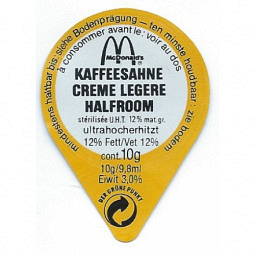 mindestens haltbar bis: siehe Bodenprägung – ten minste houdbaar: zie bodem
à consommer avant le: voir au dos
McDonald's
KAFFEESAHNE
CREME LEGERE
HALFROOM
stérilisée U.H.T. 12% mat.gr.
ultrahocherhitzt
12% Fett/Vet 12%
cont. 10g
10g/9,8ml
Eiwit 3,0%
DER GRÜNE PUNKT